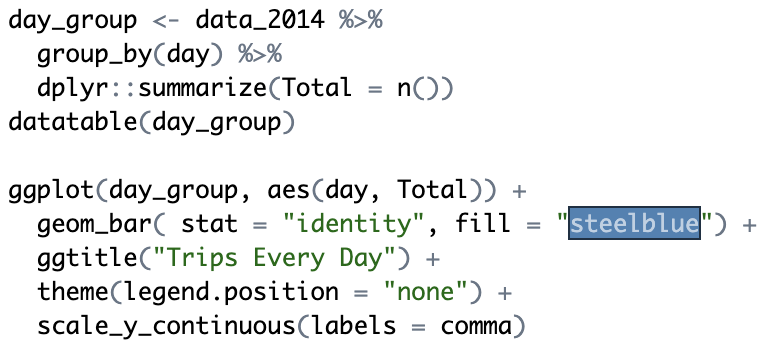 day_group <- data_2014 %>%
  group_by(day) %>%
  dplyr::summarize(Total = n())
datatable(day_group)

ggplot(day_group, aes(day, Total)) +
  geom_bar( stat = "identity", fill = "steelblue") +
  ggtitle("Trips Every Day") +
  theme(legend.position = "none") +
  scale_y_continuous(labels = comma)